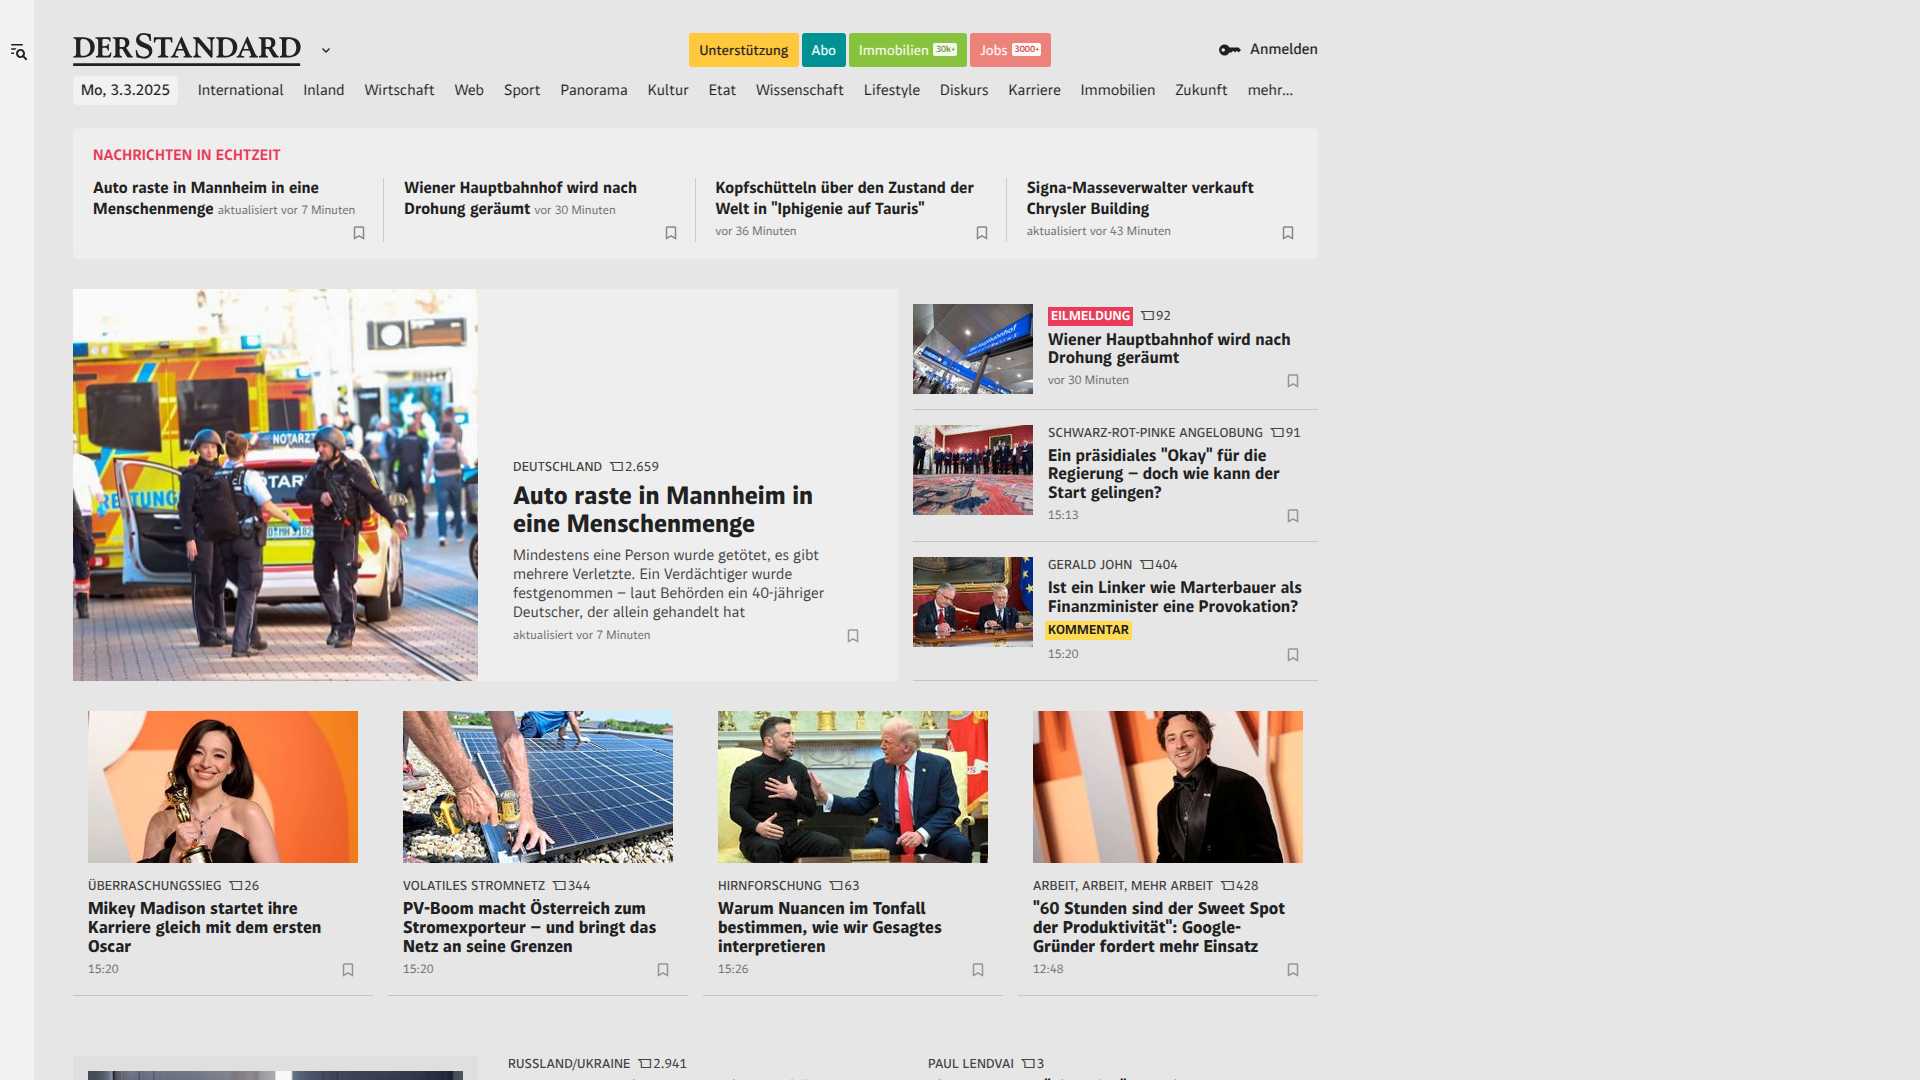 DERSTANDARD
Unterstützung
Abo
Immobilien 30k+
Jobs 3000+
Anmelden
Mo, 3.3.2025
International
Inland
Wirtschaft
Web
Sport
Panorama
Kultur
Etat
Wissenschaft
Lifestyle
Diskurs
Karriere
Immobilien
Zukunft
mehr...
NACHRICHTEN IN ECHTZEIT
Auto raste in Mannheim in eine
Menschenmenge aktualisiert vor 7 Minuten
Wiener Hauptbahnhof wird nach
Drohung geräumt vor 30 Minuten
Kopfschütteln über den Zustand der
Welt in "Iphigenie auf Tauris"
vor 36 Minuten
Signa-Masseverwalter verkauft
Chrysler Building
aktualisiert vor 43 Minuten
NOTARZT
DEUTSCHLAND 2.659
Auto raste in Mannheim in
eine Menschenmenge
Mindestens eine Person wurde getötet, es gibt
mehrere Verletzte. Ein Verdächtiger wurde
festgenommen – laut Behörden ein 40-jähriger
Deutscher, der allein gehandelt hat
aktualisiert vor 7 Minuten
EILMELDUNG 92
Wiener Hauptbahnhof wird nach
Drohung geräumt
vor 30 Minuten
SCHWARZ-ROT-PINKE ANGELOBUNG 91
Ein präsidiales "Okay" für die
Regierung – doch wie kann der
Start gelingen?
15:13
GERALD JOHN 404
Ist ein Linker wie Marterbauer als
Finanzminister eine Provokation?
KOMMENTAR
15:20
ÜBERRASCHUNGSSIEG 26
Mikey Madison startet ihre
Karriere gleich mit dem ersten
Oscar
15:20
VOLATILES STROMNETZ 344
PV-Boom macht Österreich zum
Stromexporteur – und bringt das
Netz an seine Grenzen
15:20
HIRNFORSCHUNG 63
Warum Nuancen im Tonfall
bestimmen, wie wir Gesagtes
interpretieren
15:26
ARBEIT, ARBEIT, MEHR ARBEIT 428
"60 Stunden sind der Sweet Spot
der Produktivität": Google-
Gründer fordert mehr Einsatz
12:48
RUSSLAND/UKRAINE 2.941
PAUL LENDVAI 3